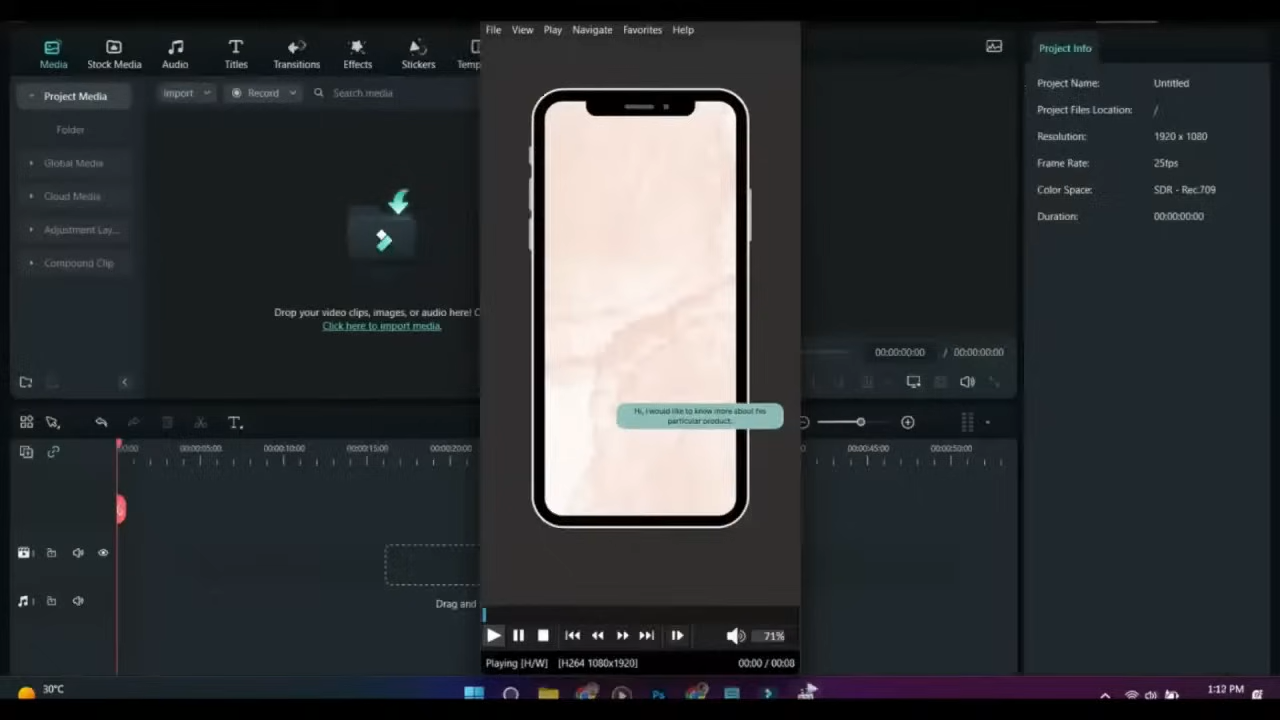 File View Play Navigate Favorites Help
Media Stock Media Audio Titles Transitions Effects Stickers Temp
Project Info
Project Media
Import Record Search media
Folder
Global Media
Cloud Media
Adjustment Lay...
Compound Clip
Drop your video clips, images, or audio here! C
Click here to import media.
Project Name: Untitled
Project Files Location: /
Resolution: 1920 x 1080
Frame Rate: 25fps
Color Space: SDR - Rec.709
Duration: 00:00:00:00
Hi, I would like to know more about this
particular product..
00:00:00:00 / 00:00:00:00
:00:00 00:00:05:00 00:00:10:00 00:00:15:00 00:00:20:00 00:00:45:00 00:00:50:00
1
1
Drag and
71%
Playing [H/W] [H264 1080x1920] 00:00 / 00:08
30°C
Ps
1:12 PM